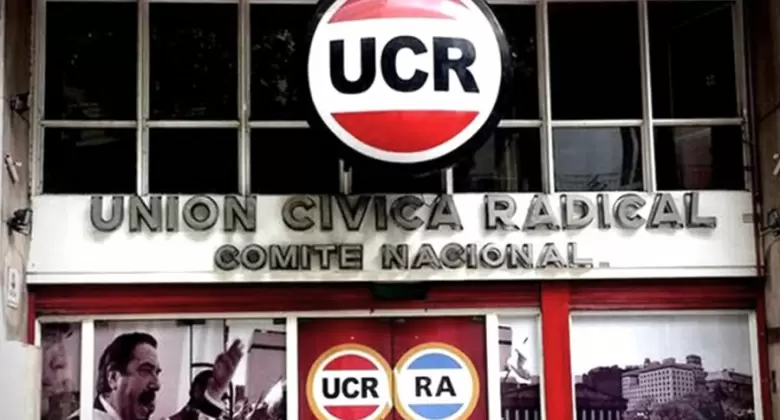 UCR
UNION CIVICA RADICAL
COMITE NACIONAL
UCR RA